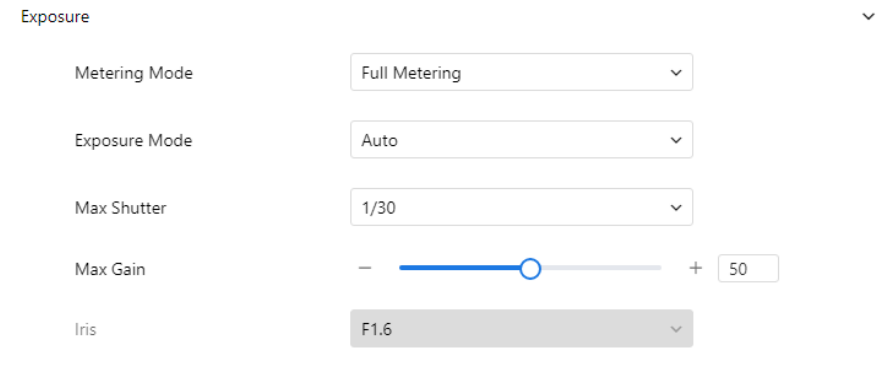 Exposure
Metering Mode Full Metering
Exposure Mode Auto
Max Shutter 1/30
Max Gain − + 50
Iris F1.6